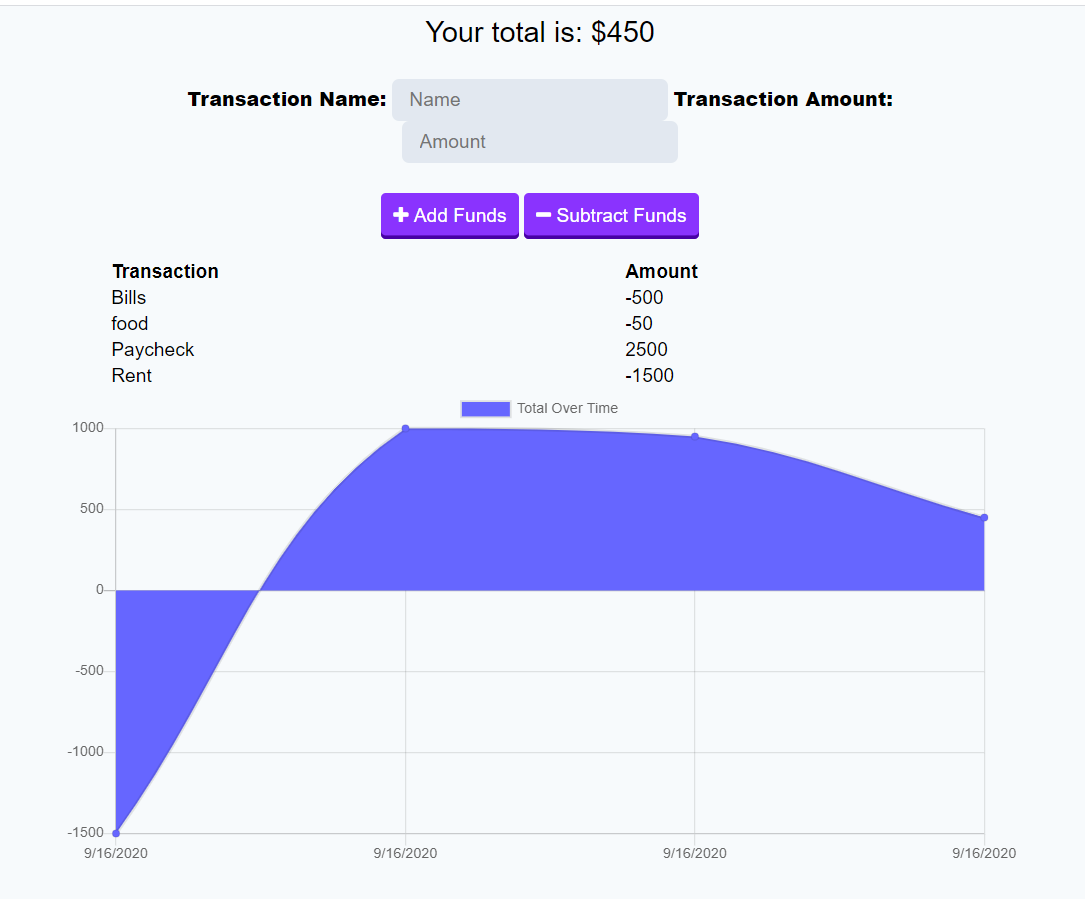 Your total is: $450
Transaction Name: Name Transaction Amount:
Amount
Add Funds Subtract Funds
Transaction Amount
Bills -500
food -50
Paycheck 2500
Rent -1500
Total Over Time
1000
500
0
-500
-1000
-1500
9/16/2020 9/16/2020 9/16/2020 9/16/2020